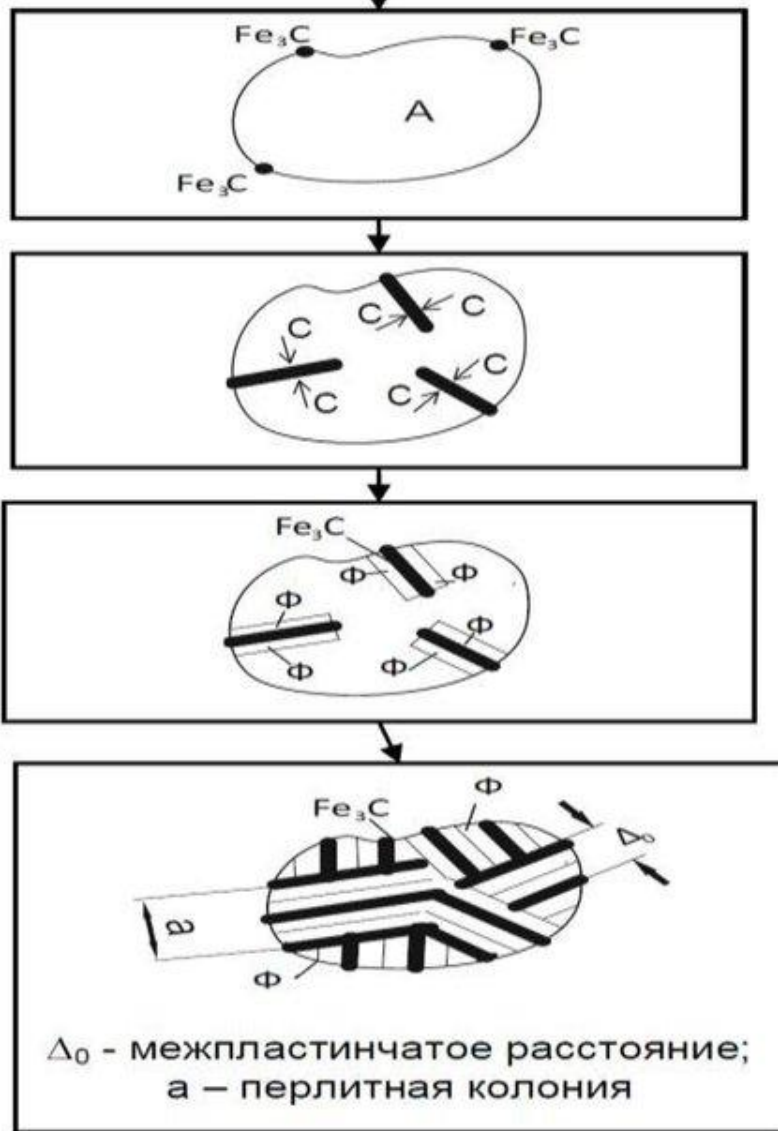 Fe₃C
Fe₃C
A
Fe₃C
C
C
C
C
C
C
Fe₃C
Ф
Ф
Ф
Ф
Ф
Ф
Ф
Fe₃C
Δ₀
a
Ф
Δ₀ - межпластинчатое расстояние;
а – перлитная колония